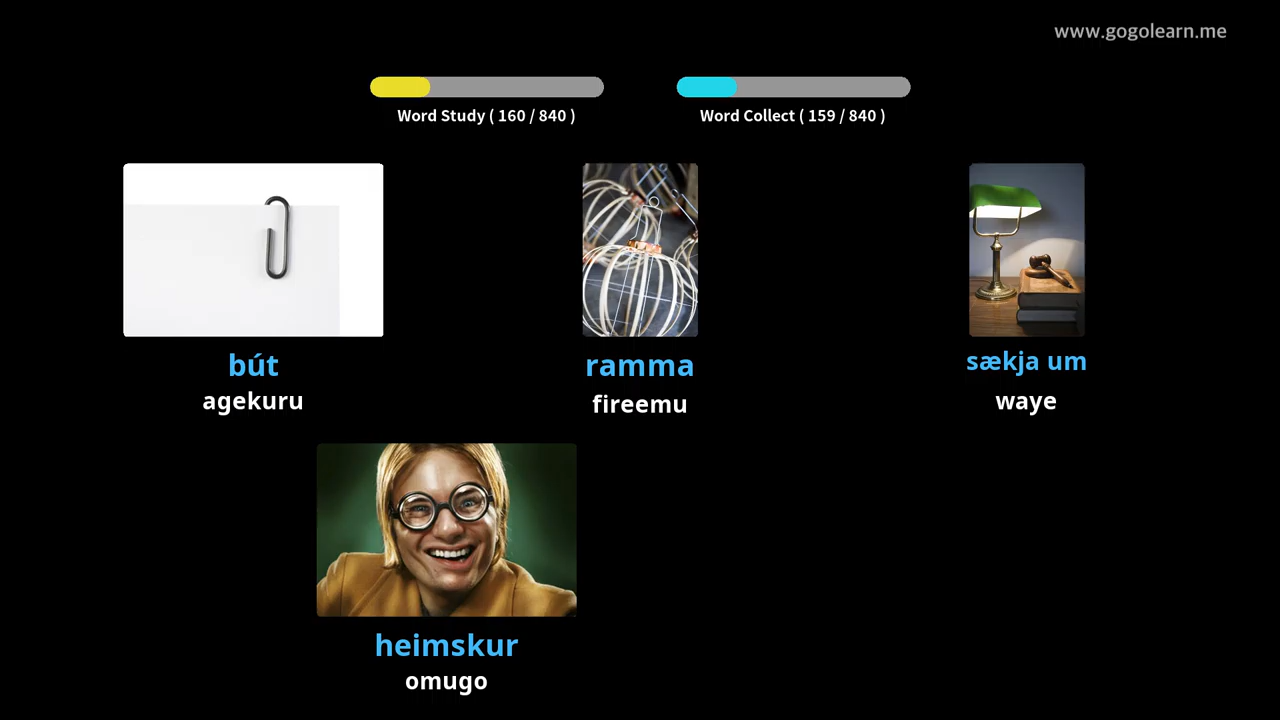 www.gogolearn.me
Word Study ( 160 / 840 )
Word Collect ( 159 / 840 )
bút
agekuru
ramma
fireemu
sækja um
waye
heimskur
omugo